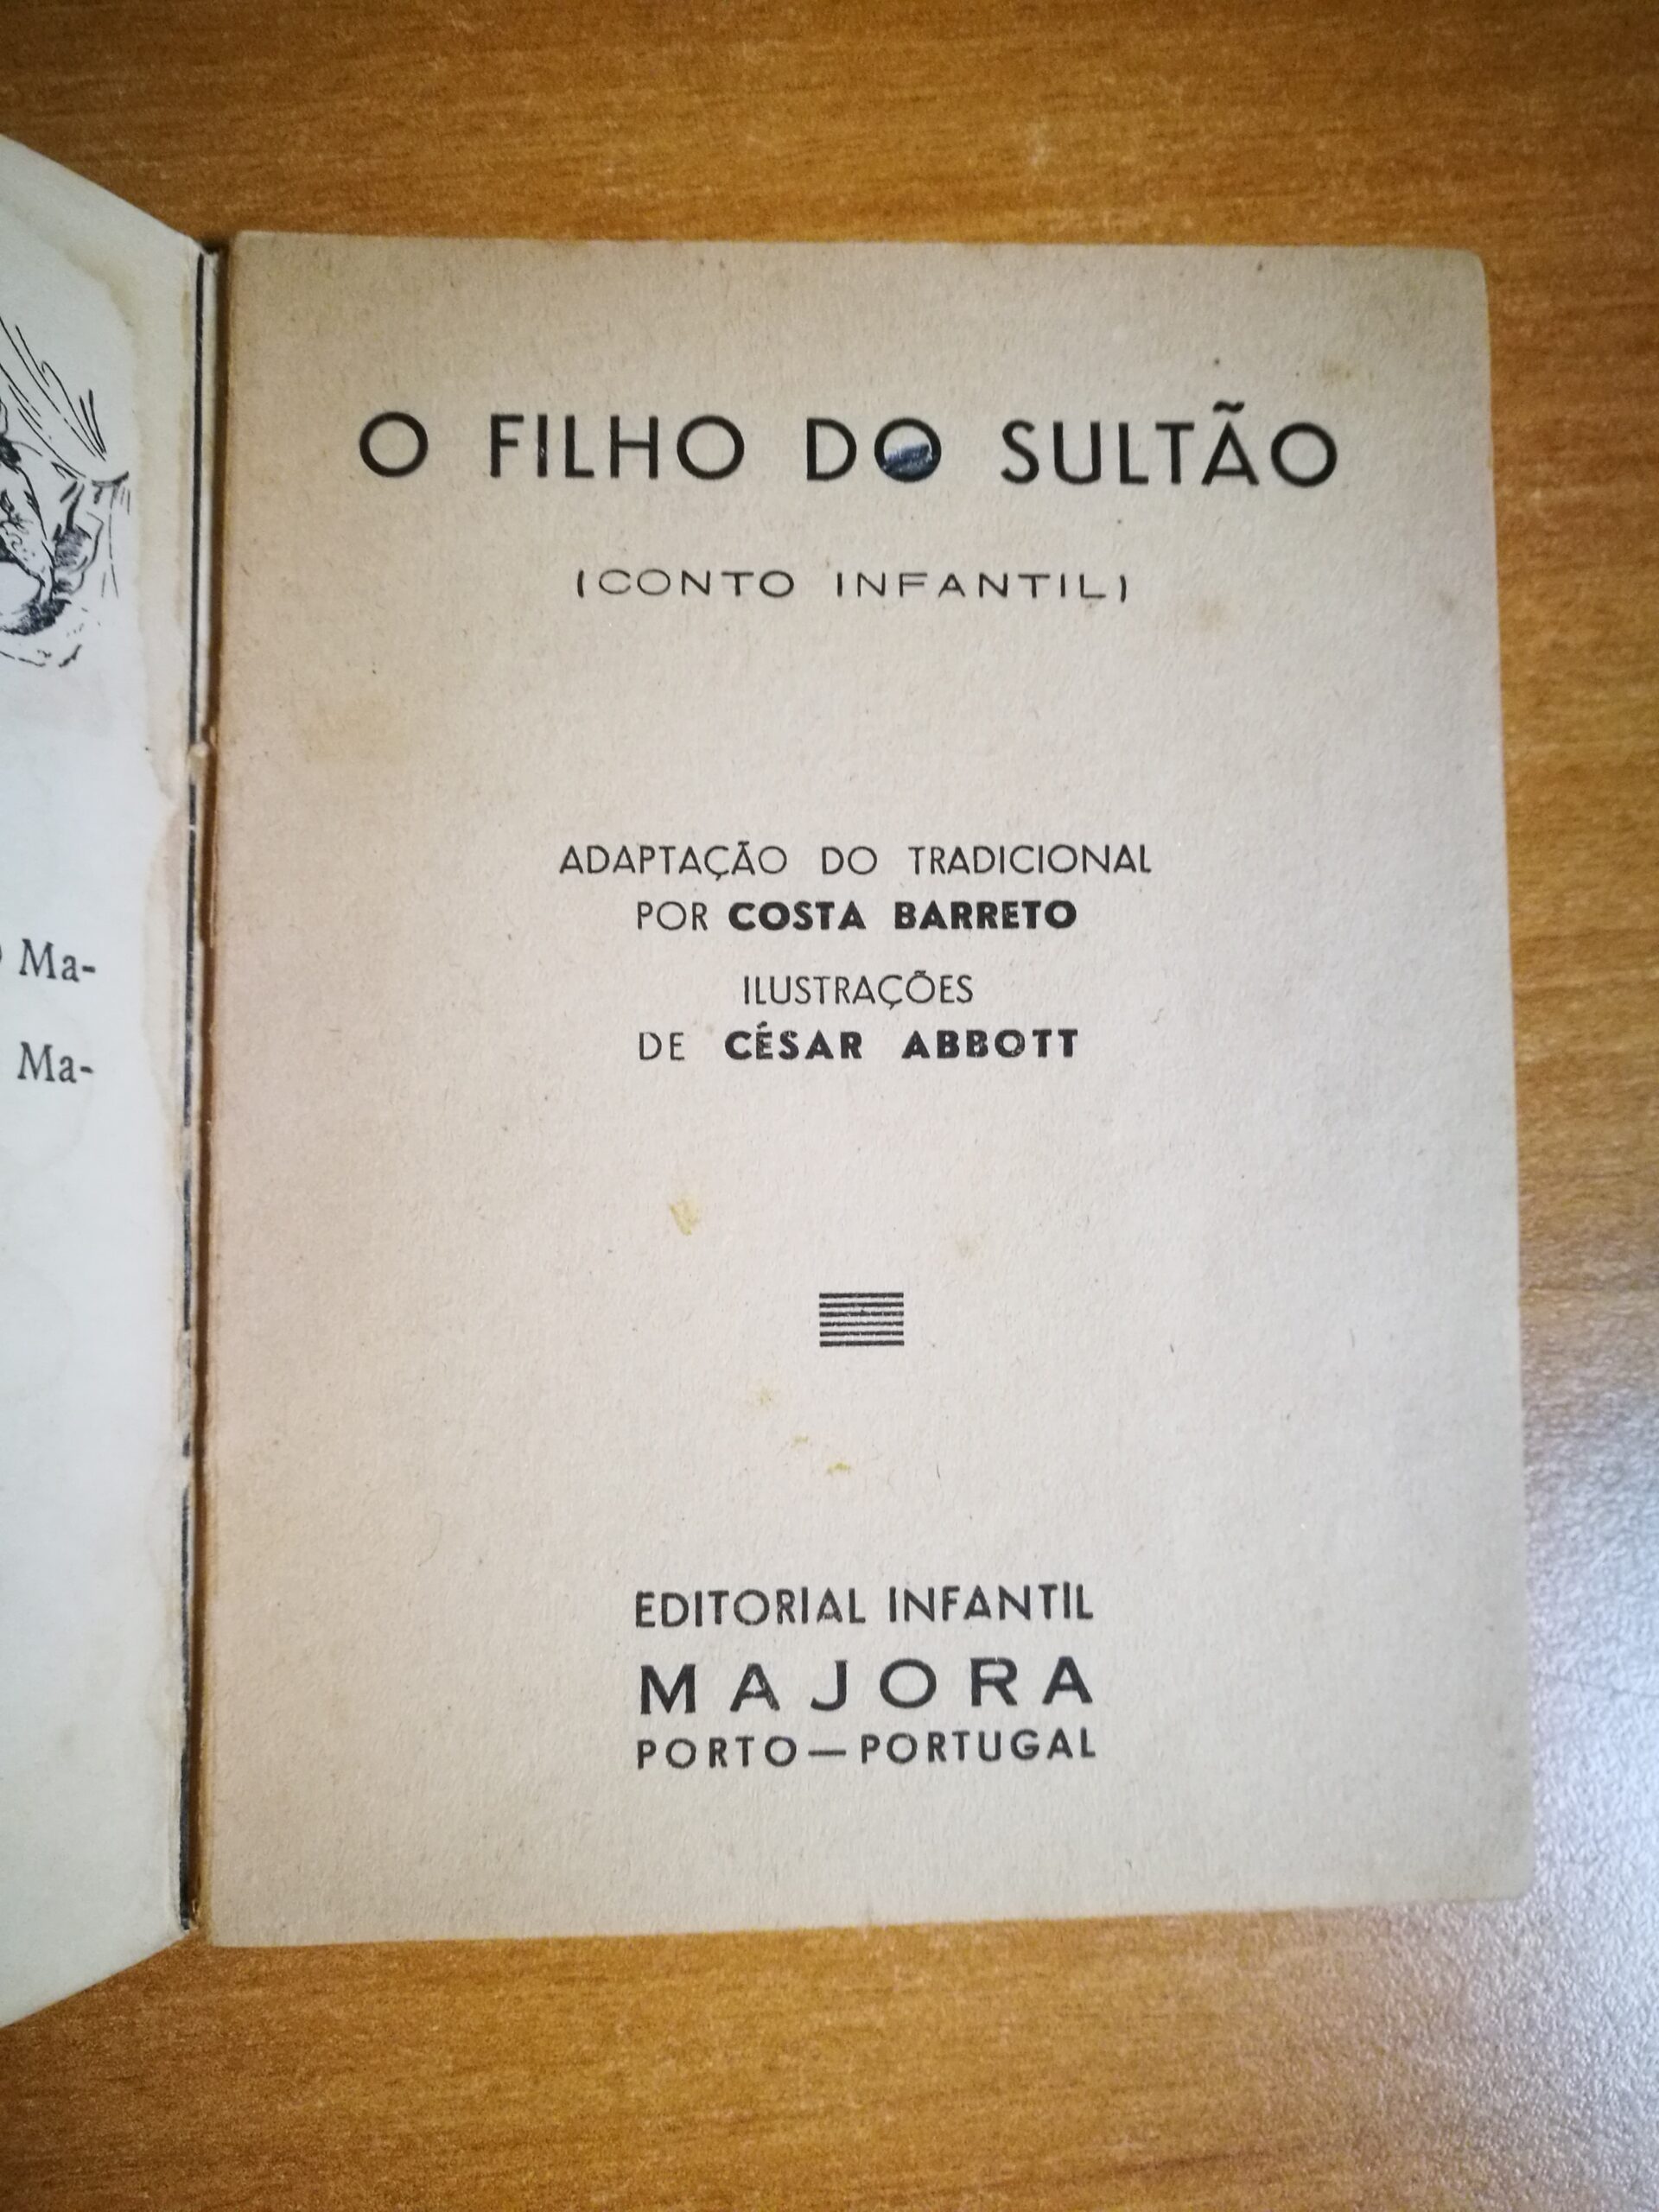 Ma-
Ma-
O FILHO DO SULTÃO
(CONTO INFANTIL)
ADAPTAÇÃO DO TRADICIONAL
POR COSTA BARRETO
ILUSTRAÇÕES
DE CÉSAR ABBOTT
EDITORIAL INFANTIL
MAJORA
PORTO—PORTUGAL